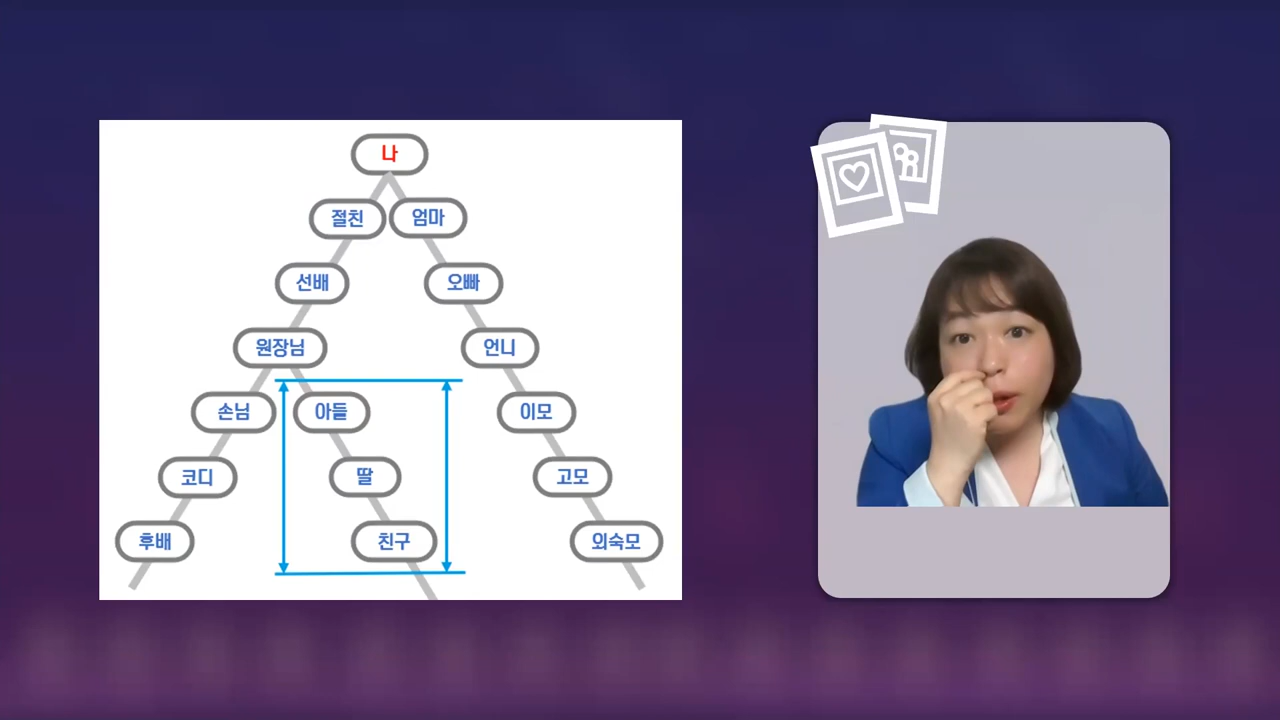 나
절친 엄마
선배 오빠
원장님 언니
손님 아들 이모
코디 딸 고모
후배 친구 외숙모